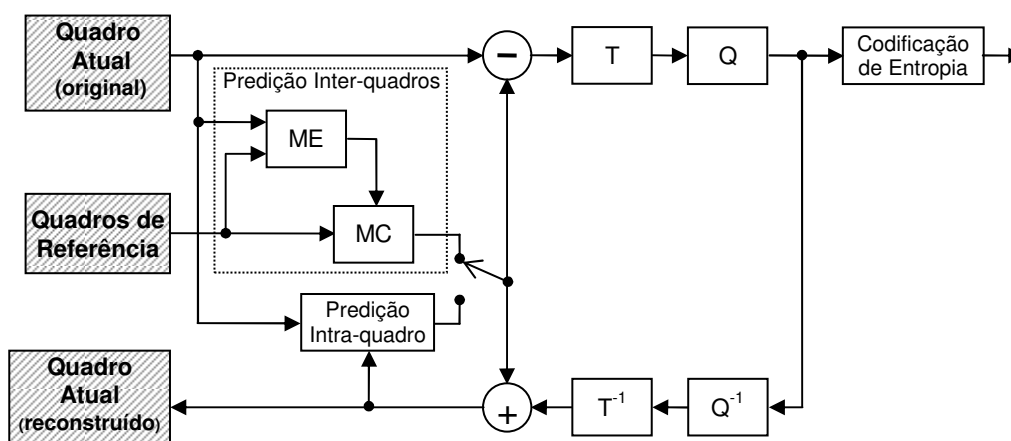 Quadro
Atual
(original)
Predição Inter-quadros
ME
MC
Quadros de
Referência
Predição
Intra-quadro
Quadro
Atual
(reconstruído)
−
T
Q
Codificação
de Entropia
+
T⁻¹
Q⁻¹